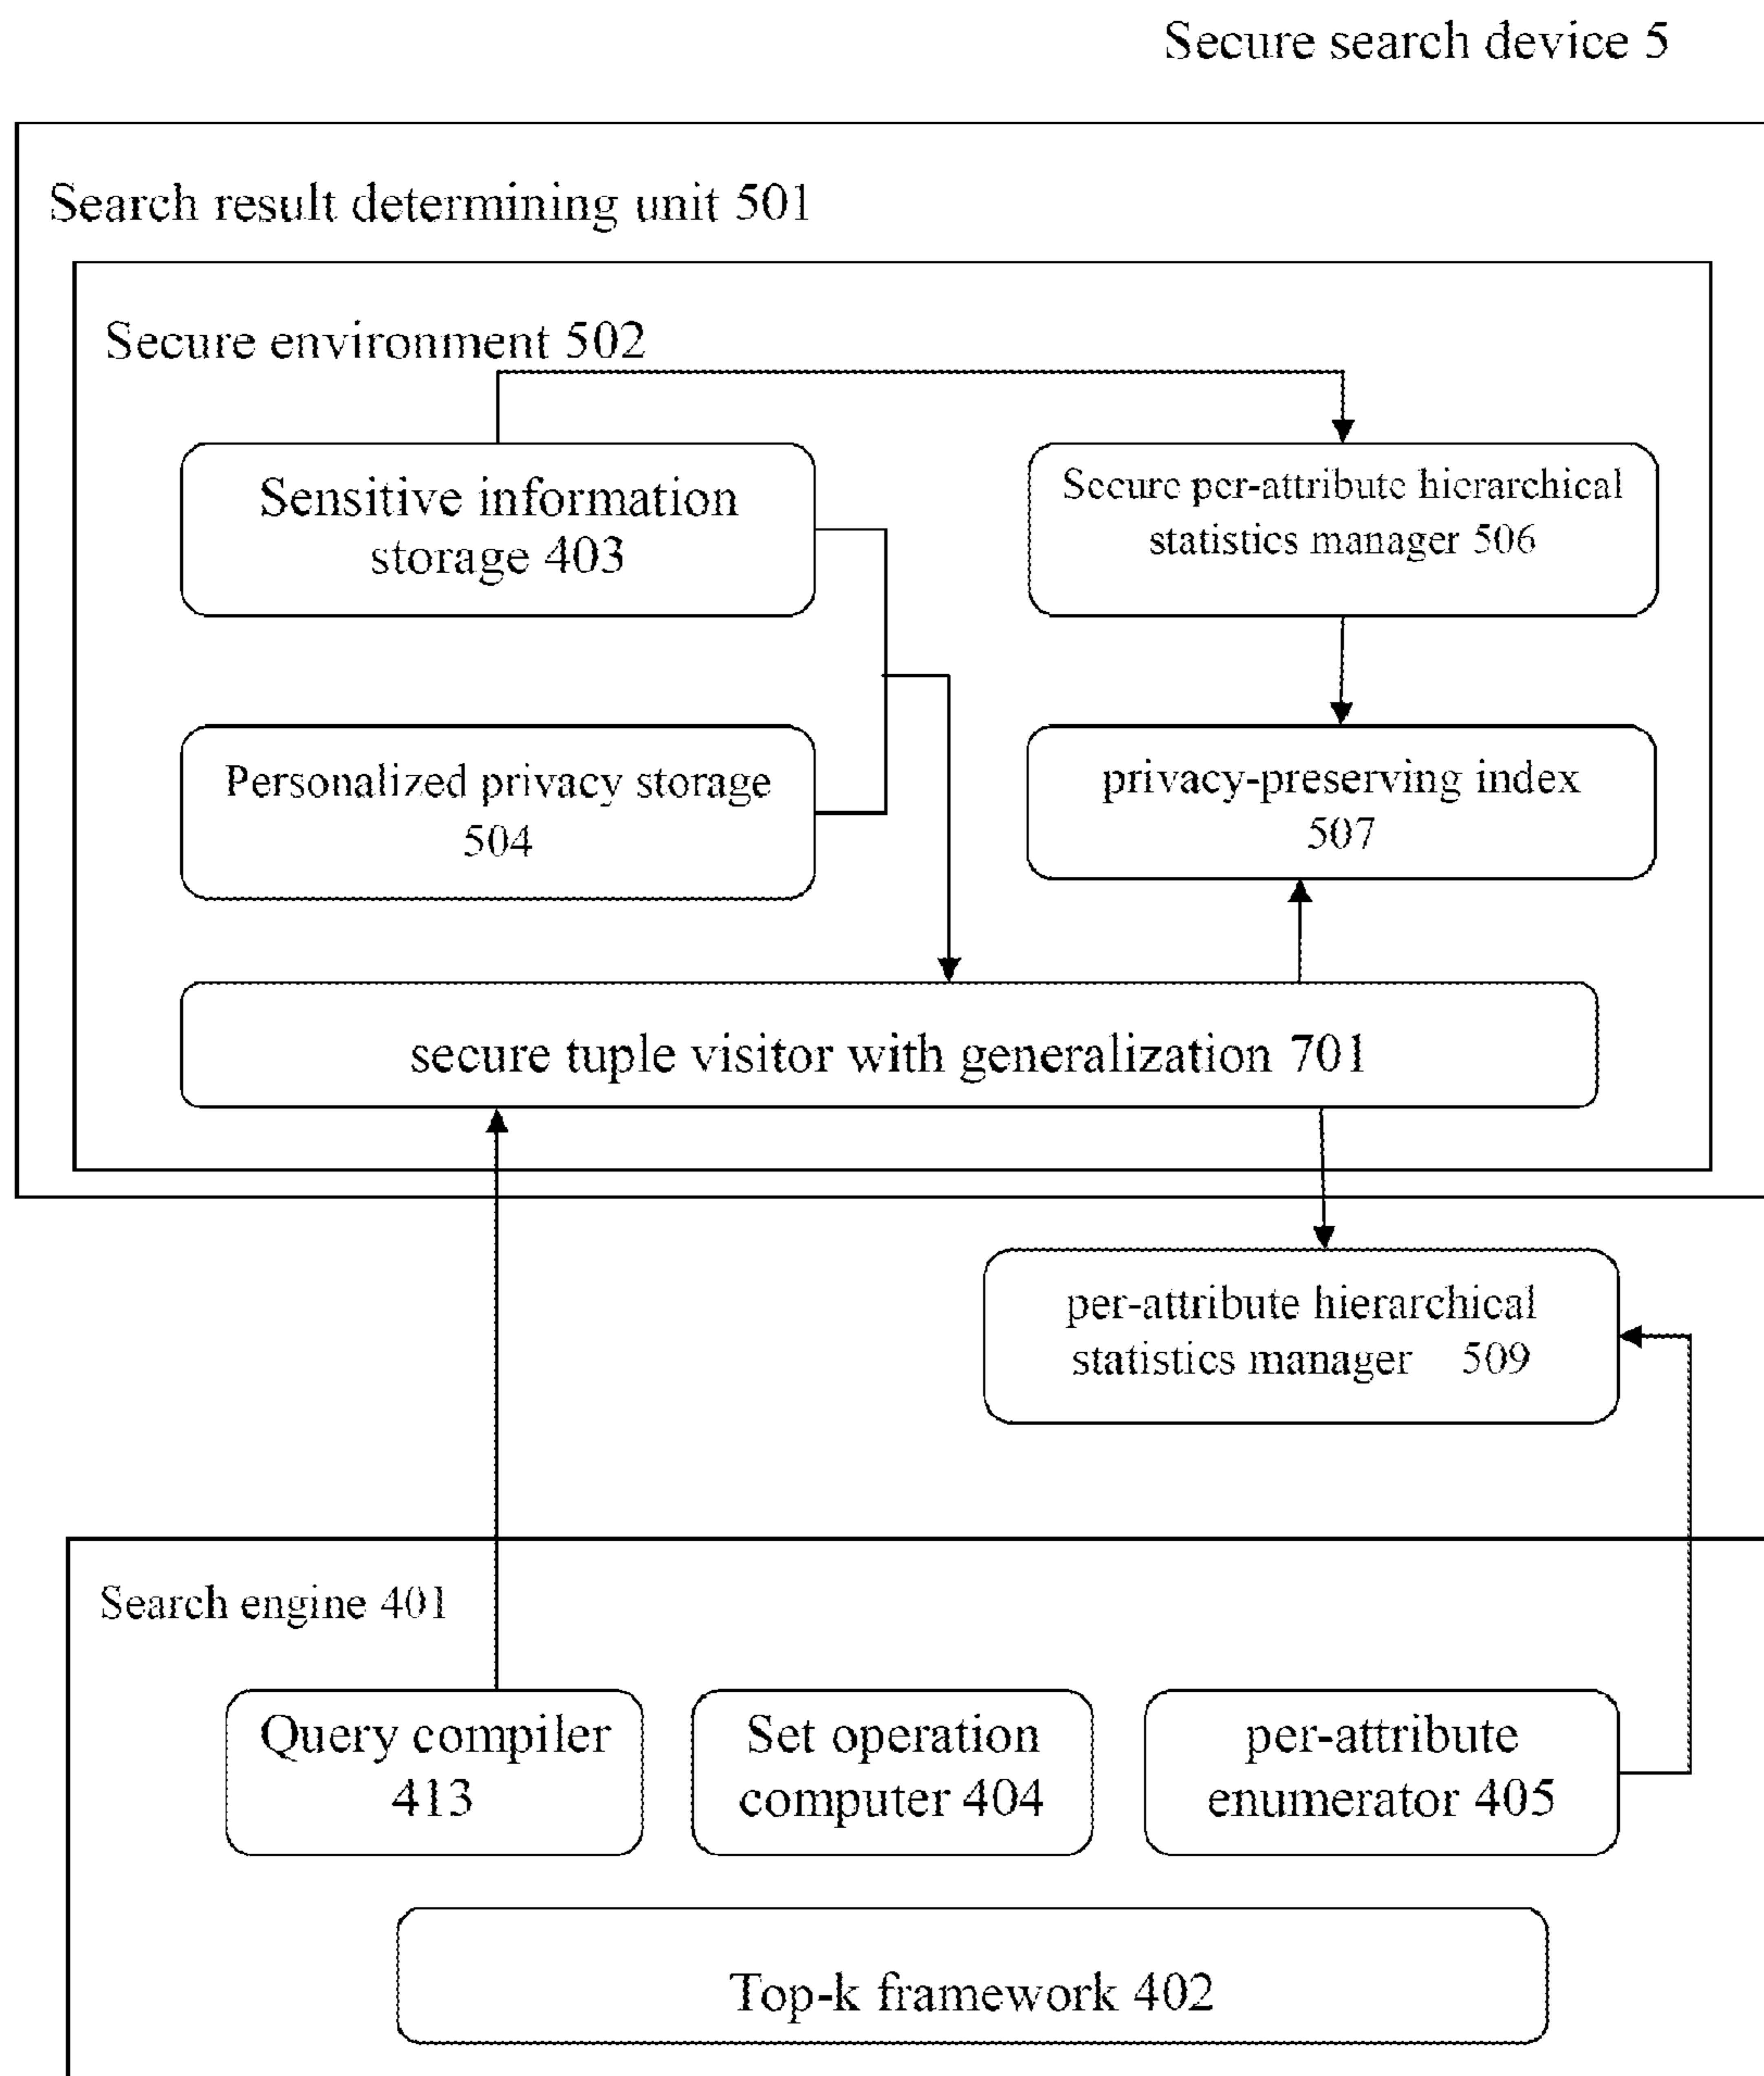 Secure search device 5
Search result determining unit 501
Secure environment 502
Sensitive information
storage 403
Secure per-attribute hierarchical
statistics manager 506
Personalized privacy storage
504
privacy-preserving index
507
secure tuple visitor with generalization 701
per-attribute hierarchical
statistics manager 509
Search engine 401
Query compiler
413
Set operation
computer 404
per-attribute
enumerator 405
Top-k framework 402